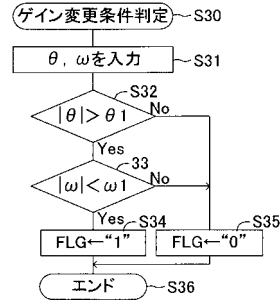 ゲイン変更条件判定 S30
θ, ωを入力 S31
S32
|θ|>θ1 No
Yes
33
|ω|<ω1 No
Yes S34 S35
FLG←“1” FLG←“0”
エンド S36